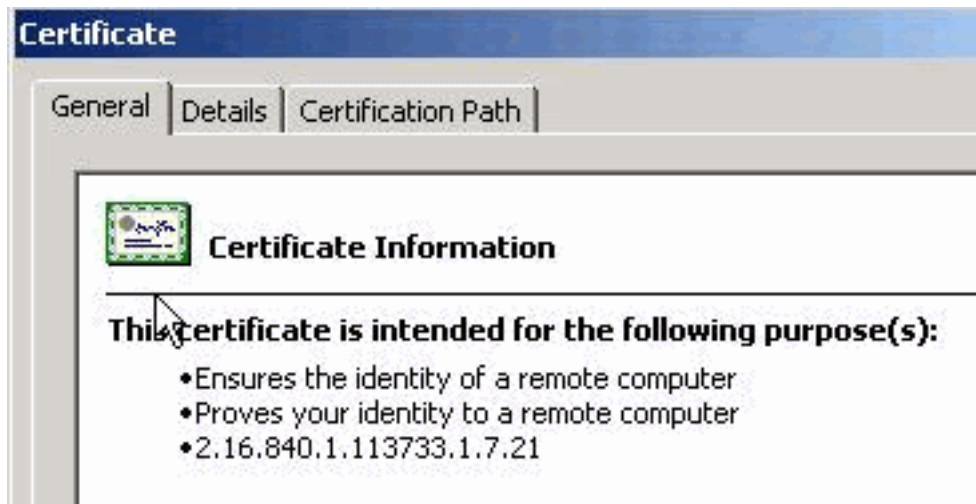 Certificate
General Details Certification Path
Certificate Information
This certificate is intended for the following purpose(s):
•Ensures the identity of a remote computer
•Proves your identity to a remote computer
•2.16.840.1.113733.1.7.21